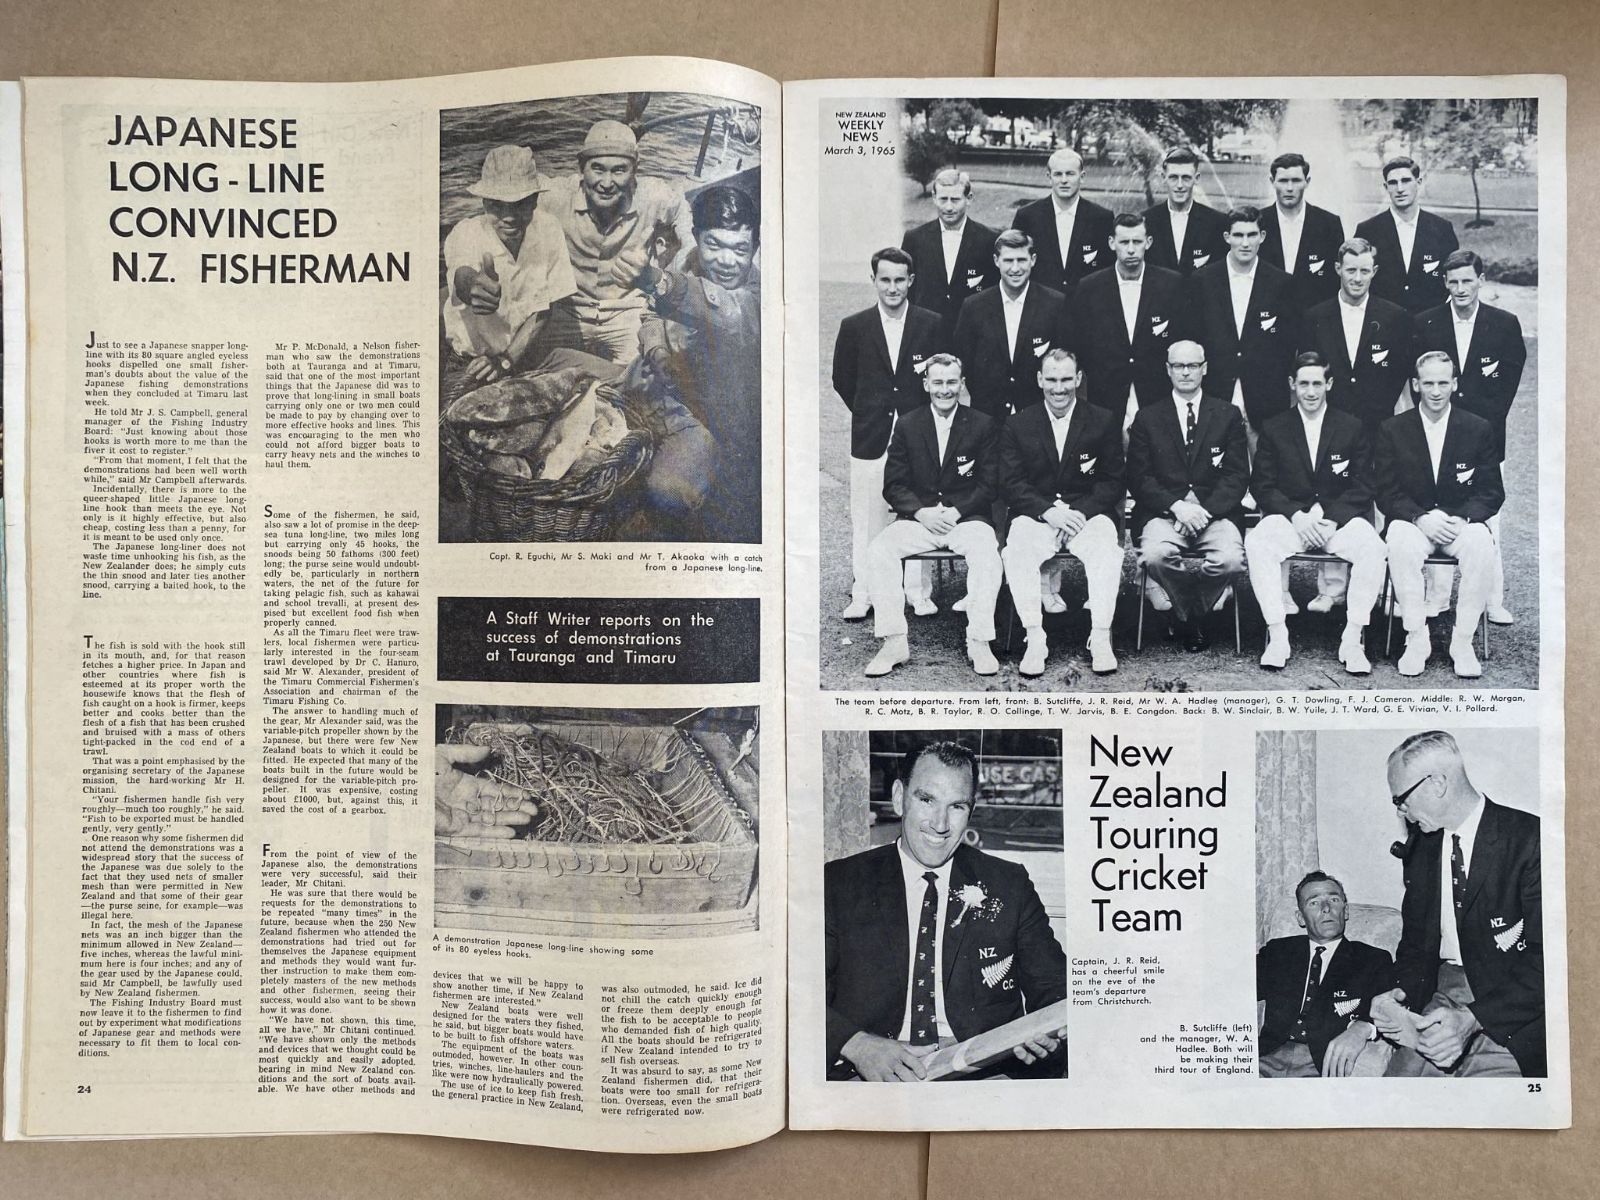 JAPANESE
LONG-LINE
CONVINCED
N.Z. FISHERMAN
Just to see a Japanese snapper long-
line with its 80 square angled eyeless
hooks dispelled one small fisher-
man's doubts about the value of the
Japanese fishing demonstrations
when they concluded at Timaru last
week.
He told Mr J. S. Campbell, general
manager of the Fishing Industry
Board: "Just knowing about those
hooks is worth more to me than the
fiver it cost to register."
"From that moment, I felt that the
demonstrations had been well worth
while," said Mr Campbell afterwards.
Incidentally, there is more to the
queer-shaped little Japanese long-
line hook than meets the eye. Not
only is it highly effective, but also
cheap, costing less than a penny, for
it is meant to be used only once.
The Japanese long-liner does not
waste time unhooking his fish, as the
New Zealander does; he simply cuts
the thin snood and later ties another
snood, carrying a baited hook, to the
line.
The fish is sold with the hook still
in its mouth, and, for that reason
fetches a higher price. In Japan and
other countries where fish is
esteemed at its proper worth the
housewife knows that the flesh of
fish caught on a hook is firmer, keeps
better and cooks better than the
flesh of a fish that has been crushed
and bruised with a mass of others
tight-packed in the cod end of a
trawl.
That was a point emphasised by the
organising secretary of the Japanese
mission, the hard-working Mr H.
Chitani.
"Your fishermen handle fish very
roughly—much too roughly," he said.
"Fish to be exported must be handled
gently, very gently."
One reason why some fishermen did
not attend the demonstrations was a
widespread story that the success of
the Japanese was due solely to the
fact that they used nets of smaller
mesh than were permitted in New
Zealand and that some of their gear
—the purse seine, for example—was
illegal here.
In fact, the mesh of the Japanese
nets was an inch bigger than the
minimum allowed in New Zealand—
five inches, whereas the lawful mini-
mum here is four inches; and any of
the gear used by the Japanese could,
said Mr Campbell, be lawfully used
by New Zealand fishermen.
The Fishing Industry Board must
now leave it to the fishermen to find
out by experiment what modifications
of Japanese gear and methods were
necessary to fit them to local con-
ditions.
24
Mr P. McDonald, a Nelson fisher-
man who saw the demonstrations
both at Tauranga and at Timaru,
said that one of the most important
things that the Japanese did was to
prove that long-lining in small boats
carrying only one or two men could
be made to pay by changing over to
more effective hooks and lines. This
was encouraging to the men who
could not afford bigger boats to
carry heavy nets and the winches to
haul them.
Some of the fishermen, he said,
also saw a lot of promise in the deep-
sea tuna long-line, two miles long
but carrying only 45 hooks, the
snoods being 50 fathoms (300 feet)
long; the purse seine would undoubt-
edly be, particularly in northern
waters, the net of the future for
taking pelagic fish, such as kahawai
and school trevalli, at present des-
pised but excellent food fish when
properly canned.
As all the Timaru fleet were traw-
lers, local fishermen were particu-
larly interested in the four-seam
trawl developed by Dr C. Hanuro,
said Mr W. Alexander, president of
the Timaru Commercial Fishermen's
Association and chairman of the
Timaru Fishing Co.
The answer to handling much of
the gear, Mr Alexander said, was the
variable-pitch propeller shown by the
Japanese, but there were few New
Zealand boats to which it could be
fitted. He expected that many of the
boats built in the future would be
designed for the variable-pitch pro-
peller. It was expensive, costing
about £1000, but, against this, it
saved the cost of a gearbox.
From the point of view of the
Japanese also, the demonstrations
were very successful, said their
leader, Mr Chitani.
He was sure that there would be
requests for the demonstrations to
be repeated "many times" in the
future, because when the 250 New
Zealand fishermen who attended the
demonstrations had tried out for
themselves the Japanese equipment
and methods they would want fur-
ther instruction to make them com-
pletely masters of the new methods
and other fishermen, seeing their
success, would also want to be shown
how it was done.
"We have not shown, this time,
all we have," Mr Chitani continued.
"We have shown only the methods
and devices that we thought could be
most quickly and easily adopted,
bearing in mind New Zealand con-
ditions and the sort of boats avail-
able. We have other methods and
Capt. R. Eguchi, Mr S. Maki and Mr T. Akaoka with a catch
from a Japanese long-line.
A Staff Writer reports on the
success of demonstrations
at Tauranga and Timaru
A demonstration Japanese long-line showing some
of its 80 eyeless hooks.
devices that we will be happy to
show another time, if New Zealand
fishermen are interested."
New Zealand boats were well
designed for the waters they fished,
he said, but bigger boats would have
to be built to fish offshore waters.
The equipment of the boats was
outmoded, however. In other coun-
tries, winches, line-haulers and the
like were now hydraulically powered.
The use of ice to keep fish fresh,
the general practice in New Zealand,
was also outmoded, he said. Ice did
not chill the catch quickly enough
or freeze them deeply enough for
the fish to be acceptable to people
who demanded fish of high quality.
All the boats should be refrigerated
if New Zealand intended to try to
sell fish overseas.
It was absurd to say, as some New
Zealand fishermen did, that their
boats were too small for refrigera-
tion. Overseas, even the small boats
were refrigerated now.
NEW ZEALAND
WEEKLY
NEWS
March 3, 1965
The team before departure. From left, front: B. Sutcliffe, J. R. Reid, Mr W. A. Hadlee (manager), G. T. Dowling, F. J. Cameron. Middle: R. W. Morgan,
R. C. Motz, B. R. Taylor, R. O. Collinge, T. W. Jarvis, B. E. Congdon. Back: B. W. Sinclair, B. W. Yuile, J. T. Ward, G. E. Vivian, V. I. Pollard.
USE GAS
N.Z.
C.C.
New
Zealand
Touring
Cricket
Team
Captain, J. R. Reid,
has a cheerful smile
on the eve of the
team's departure
from Christchurch.
B. Sutcliffe (left)
and the manager, W. A.
Hadlee. Both will
be making their
third tour of England.
N.Z.
CC
NZ
25